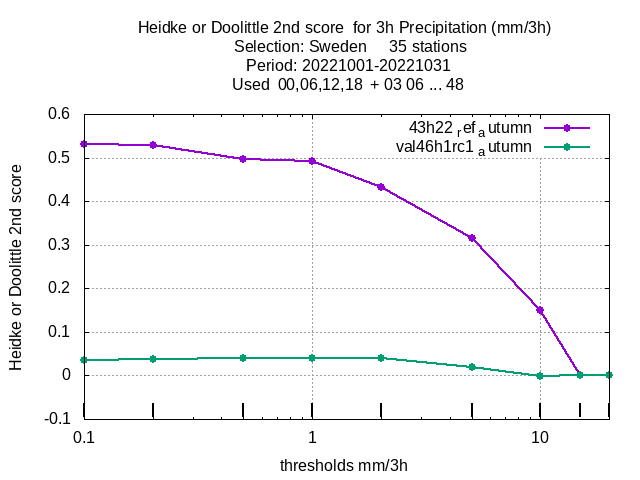 Heidke or Doolittle 2nd score  for 3h Precipitation (mm/3h)
Selection: Sweden     35 stations
Period: 20221001-20221031
Used  00,06,12,18  + 03 06 ... 48
43h22 ref a utumn
val46h1rc1 a utumn
Heidke or Doolittle 2nd score
0.6
0.5
0.4
0.3
0.2
0.1
0
-0.1
0.1 1 10
thresholds mm/3h